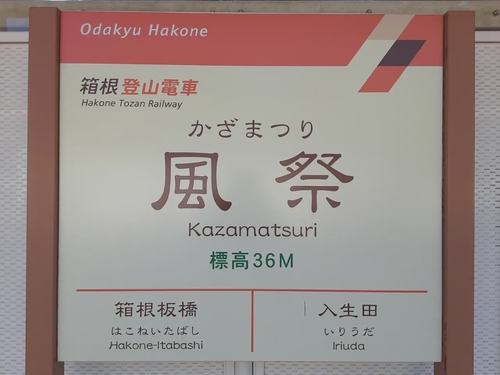 Odakyu Hakone
箱根登山電車
Hakone Tozan Railway
かざまつり
風祭
Kazamatsuri
標高36M
箱根板橋
はこねいたばし
Hakone-Itabashi
入生田
いりうだ
Iriuda